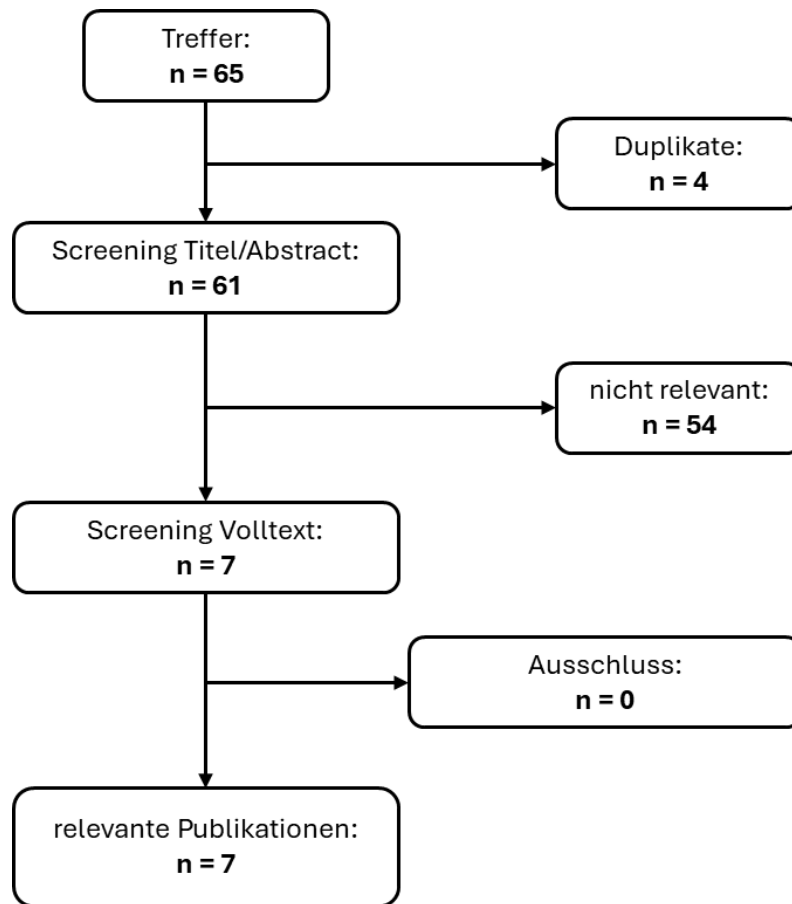 Treffer:
n = 65
Duplikate:
n = 4
Screening Titel/Abstract:
n = 61
nicht relevant:
n = 54
Screening Volltext:
n = 7
Ausschluss:
n = 0
relevante Publikationen:
n = 7